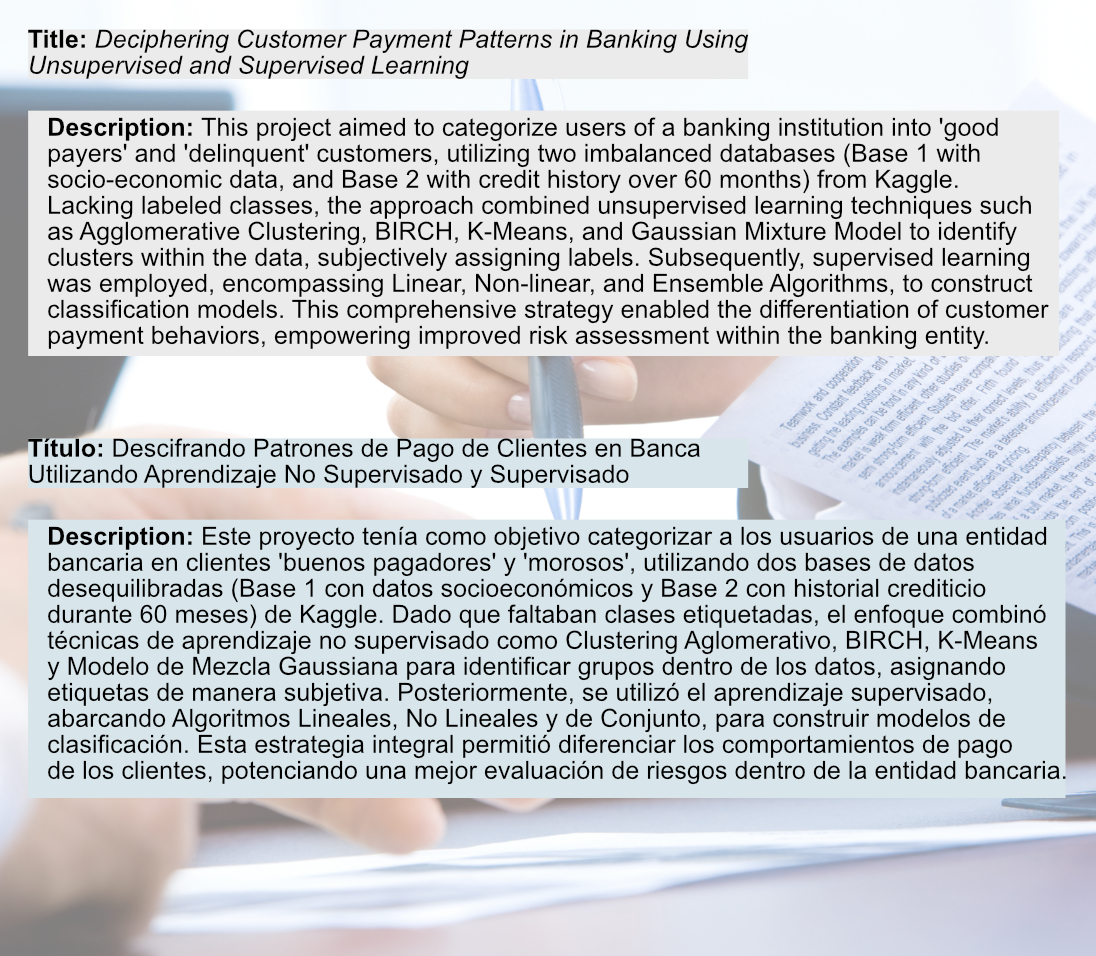 Title: Deciphering Customer Payment Patterns in Banking Using
Unsupervised and Supervised Learning
Description: This project aimed to categorize users of a banking institution into 'good
payers' and 'delinquent' customers, utilizing two imbalanced databases (Base 1 with
socio-economic data, and Base 2 with credit history over 60 months) from Kaggle.
Lacking labeled classes, the approach combined unsupervised learning techniques such
as Agglomerative Clustering, BIRCH, K-Means, and Gaussian Mixture Model to identify
clusters within the data, subjectively assigning labels. Subsequently, supervised learning
was employed, encompassing Linear, Non-linear, and Ensemble Algorithms, to construct
classification models. This comprehensive strategy enabled the differentiation of customer
payment behaviors, empowering improved risk assessment within the banking entity.
Título: Descifrando Patrones de Pago de Clientes en Banca
Utilizando Aprendizaje No Supervisado y Supervisado
Description: Este proyecto tenía como objetivo categorizar a los usuarios de una entidad
bancaria en clientes 'buenos pagadores' y 'morosos', utilizando dos bases de datos
desequilibradas (Base 1 con datos socioeconómicos y Base 2 con historial crediticio
durante 60 meses) de Kaggle. Dado que faltaban clases etiquetadas, el enfoque combinó
técnicas de aprendizaje no supervisado como Clustering Aglomerativo, BIRCH, K-Means
y Modelo de Mezcla Gaussiana para identificar grupos dentro de los datos, asignando
etiquetas de manera subjetiva. Posteriormente, se utilizó el aprendizaje supervisado,
abarcando Algoritmos Lineales, No Lineales y de Conjunto, para construir modelos de
clasificación. Esta estrategia integral permitió diferenciar los comportamientos de pago
de los clientes, potenciando una mejor evaluación de riesgos dentro de la entidad bancaria.